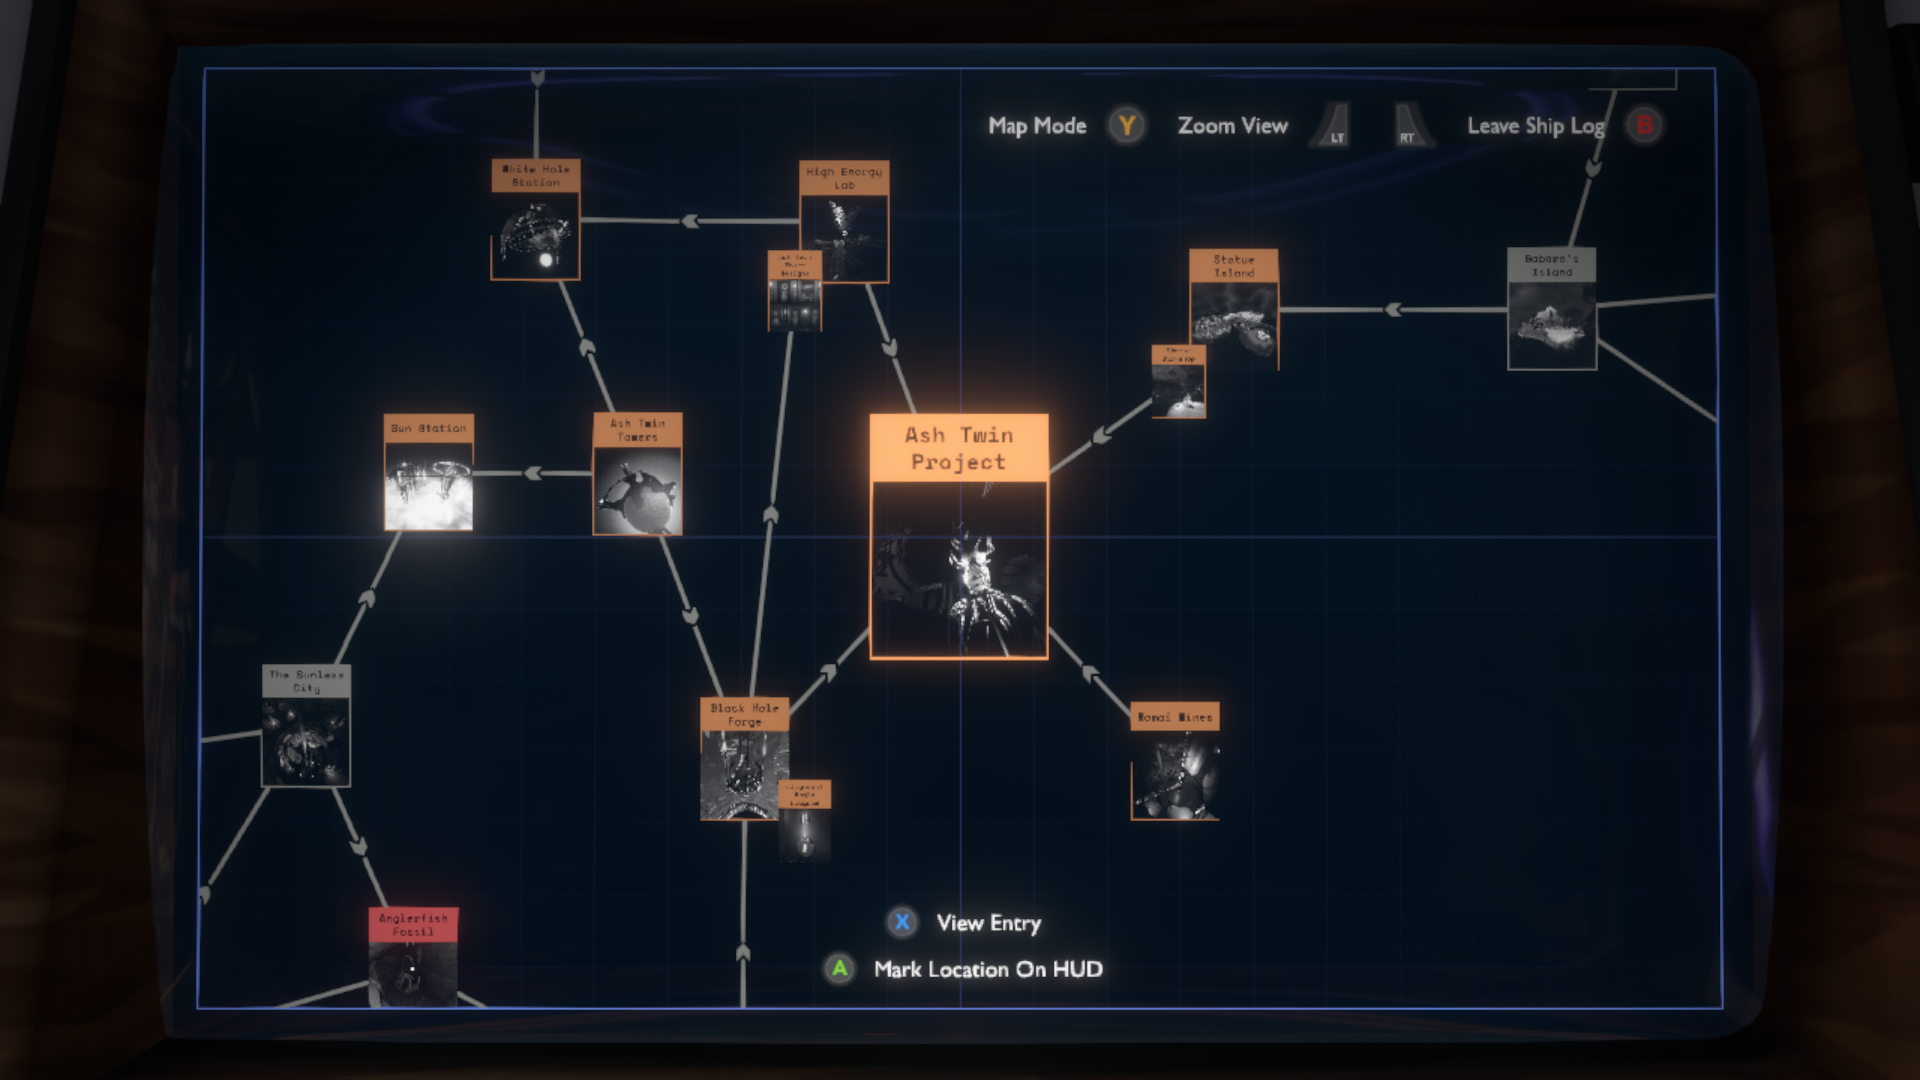 Map Mode
Y
Zoom View
LT
RT
Leave Ship Log
B
White Hole
Station
High Energy
Lab
Statue
Island
Gabbro's
Island
Sun Station
Ash Twin
Towers
Ash Twin
Project
The Sunless
City
Black Hole
Forge
Nomai Mines
Anglerfish
Fossil
X
View Entry
A
Mark Location On HUD